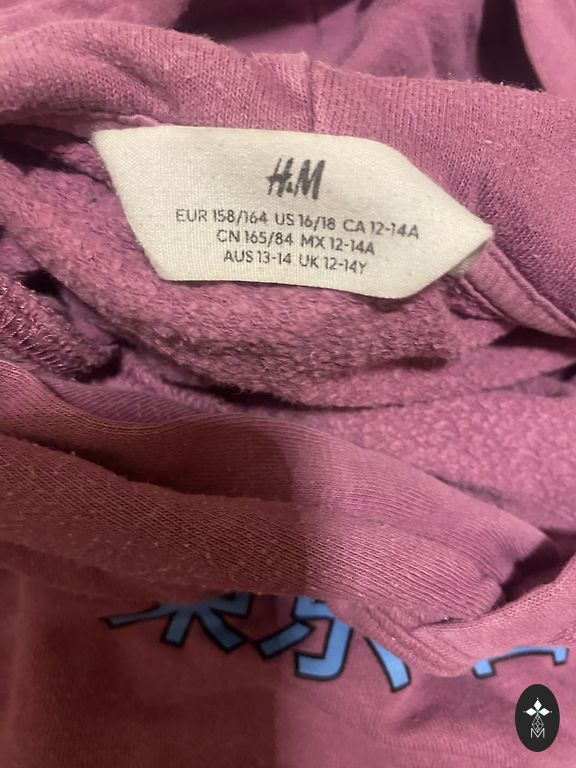 H&M
EUR 158/164 US 16/18 CA 12-14A
CN 165/84 MX 12-14A
AUS 13-14 UK 12-14Y